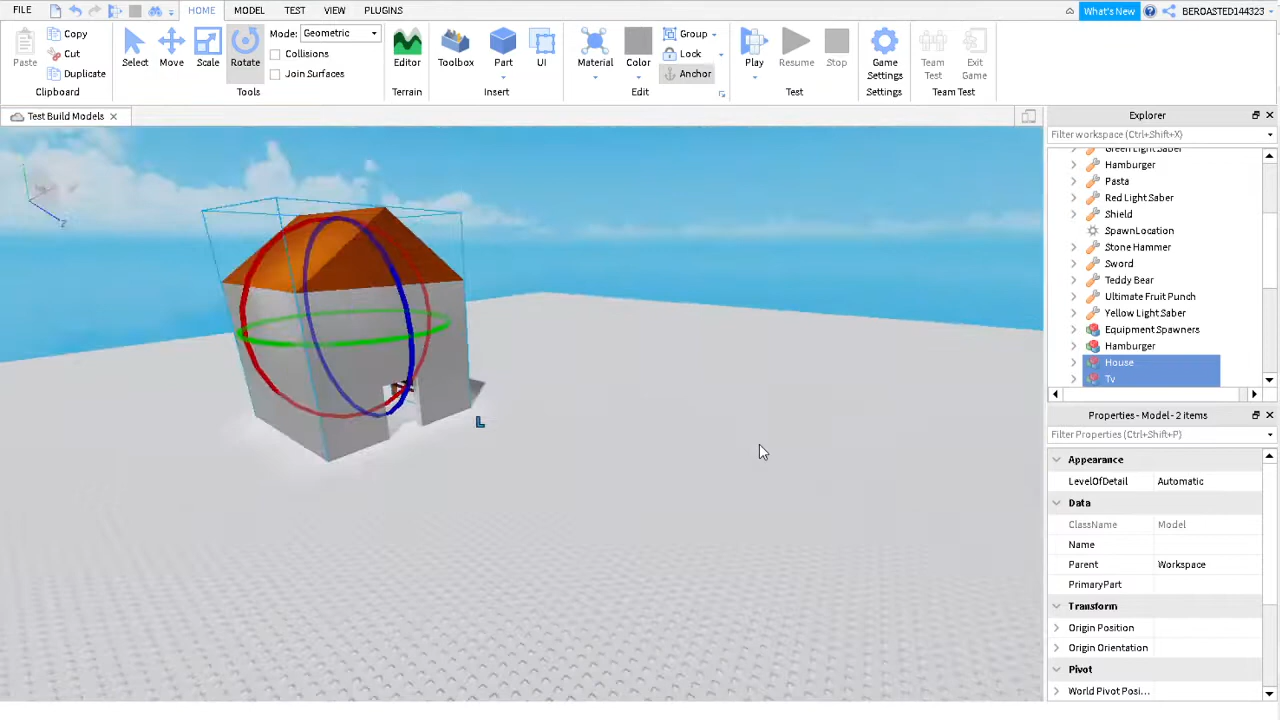 FILE HOME MODEL TEST VIEW PLUGINS What's New BEROASTED144323
Paste Copy Cut Duplicate Clipboard
Select Move Scale Rotate Mode: Geometric Collisions Join Surfaces Tools
Editor Terrain
Toolbox Part UI Insert
Material Color Group Lock Anchor Edit
Play Resume Stop Test
Game Settings Settings
Team Test Exit Game Team Test
Test Build Models
Explorer
Filter workspace (Ctrl+Shift+X)
Green Light Saber
Hamburger
Pasta
Red Light Saber
Shield
SpawnLocation
Stone Hammer
Sword
Teddy Bear
Ultimate Fruit Punch
Yellow Light Saber
Equipment Spawners
Hamburger
House
Tv
Properties - Model - 2 items
Filter Properties (Ctrl+Shift+P)
Appearance
LevelOfDetail Automatic
Data
ClassName Model
Name
Parent Workspace
PrimaryPart
Transform
Origin Position
Origin Orientation
Pivot
World Pivot Posi...
L
Z